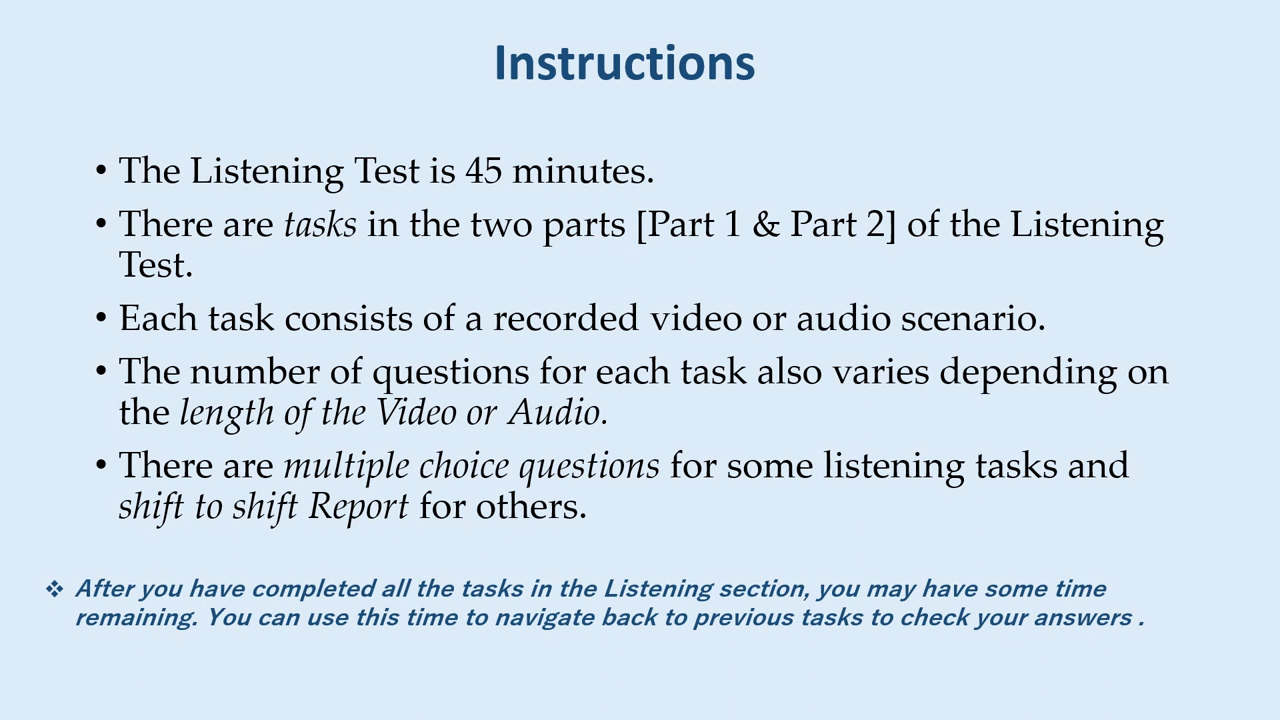 Instructions
• The Listening Test is 45 minutes.
• There are tasks in the two parts [Part 1 & Part 2] of the Listening
Test.
• Each task consists of a recorded video or audio scenario.
• The number of questions for each task also varies depending on
the length of the Video or Audio.
• There are multiple choice questions for some listening tasks and
shift to shift Report for others.
❖ After you have completed all the tasks in the Listening section, you may have some time
remaining. You can use this time to navigate back to previous tasks to check your answers .